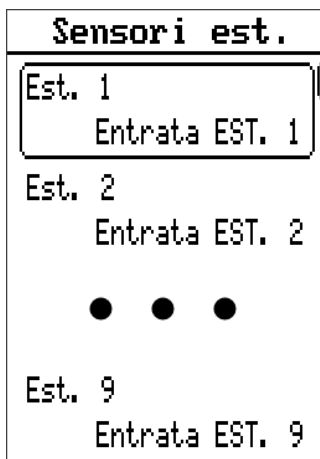 Sensori est.
Est. 1
Entrata EST. 1
Est. 2
Entrata EST. 2
Est. 9
Entrata EST. 9